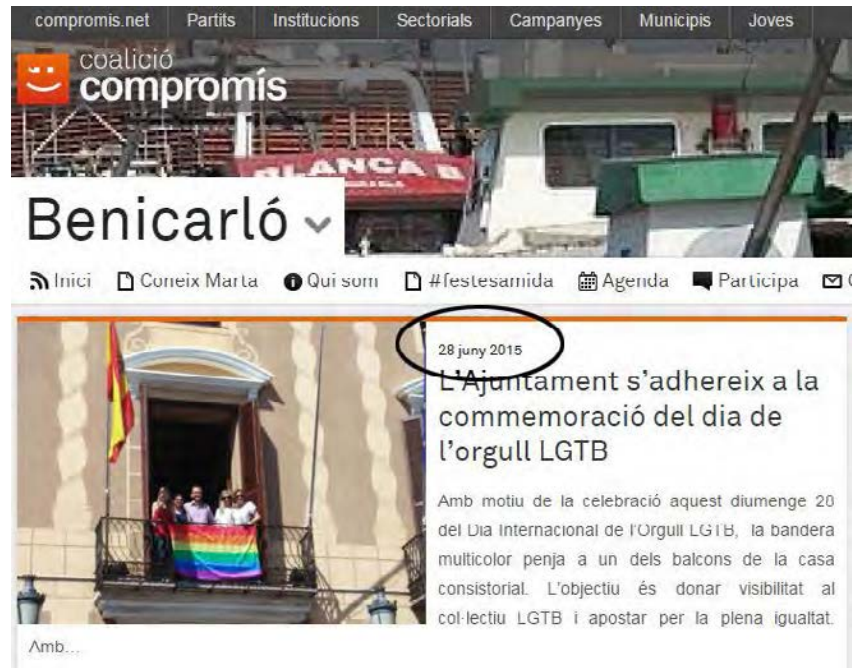 compromis.net Partits Institucions Sectorials Campanyes Municipis Joves
coalició
compromís
BLANCA B
Benicarló
Inici Coneix Marta Qui som #festesamida Agenda Participa
28 juny 2015
L'Ajuntament s'adhereix a la
commemoració del dia de
l'orgull LGTB
Amb motiu de la celebració aquest diumenge 28
del Dia Internacional de l'Orgull LGTB, la bandera
multicolor penja a un dels balcons de la casa
consistorial. L'objectiu és donar visibilitat al
col·lectiu LGTB i apostar per la plena igualtat.
Amb...